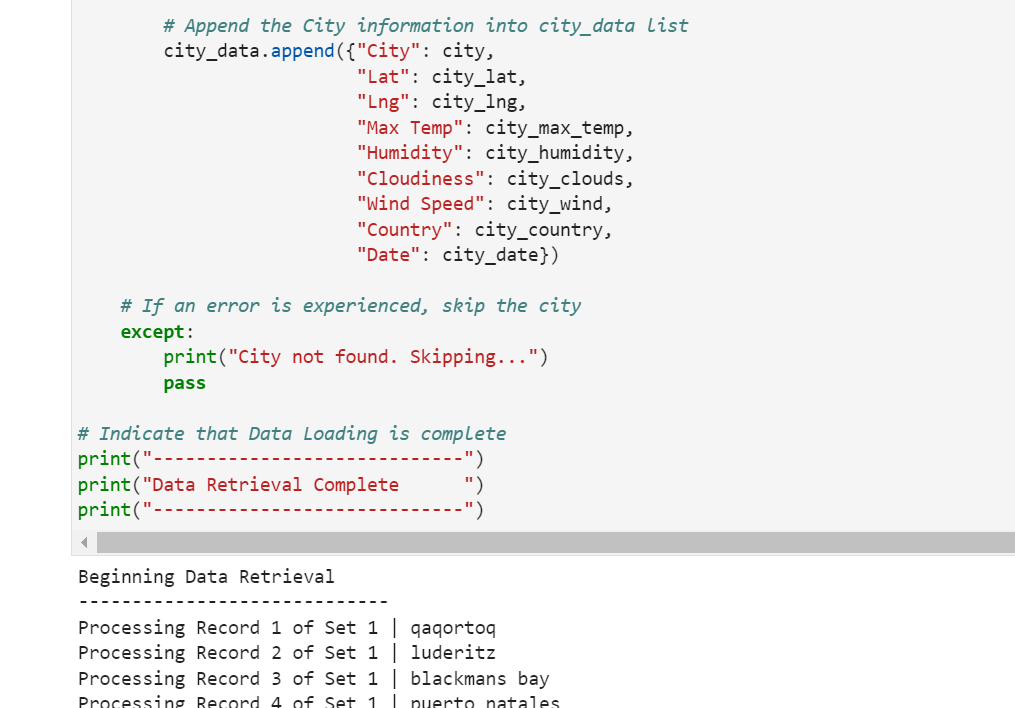 # Append the City information into city_data list
city_data.append({"City": city,
"Lat": city_lat,
"Lng": city_lng,
"Max Temp": city_max_temp,
"Humidity": city_humidity,
"Cloudiness": city_clouds,
"Wind Speed": city_wind,
"Country": city_country,
"Date": city_date})
# If an error is experienced, skip the city
except:
print("City not found. Skipping...")
pass
# Indicate that Data Loading is complete
print("-----------------------------")
print("Data Retrieval Complete      ")
print("-----------------------------")
Beginning Data Retrieval
-----------------------------
Processing Record 1 of Set 1 | qaqortoq
Processing Record 2 of Set 1 | luderitz
Processing Record 3 of Set 1 | blackmans bay
Processing Record 4 of Set 1 | puerto natales